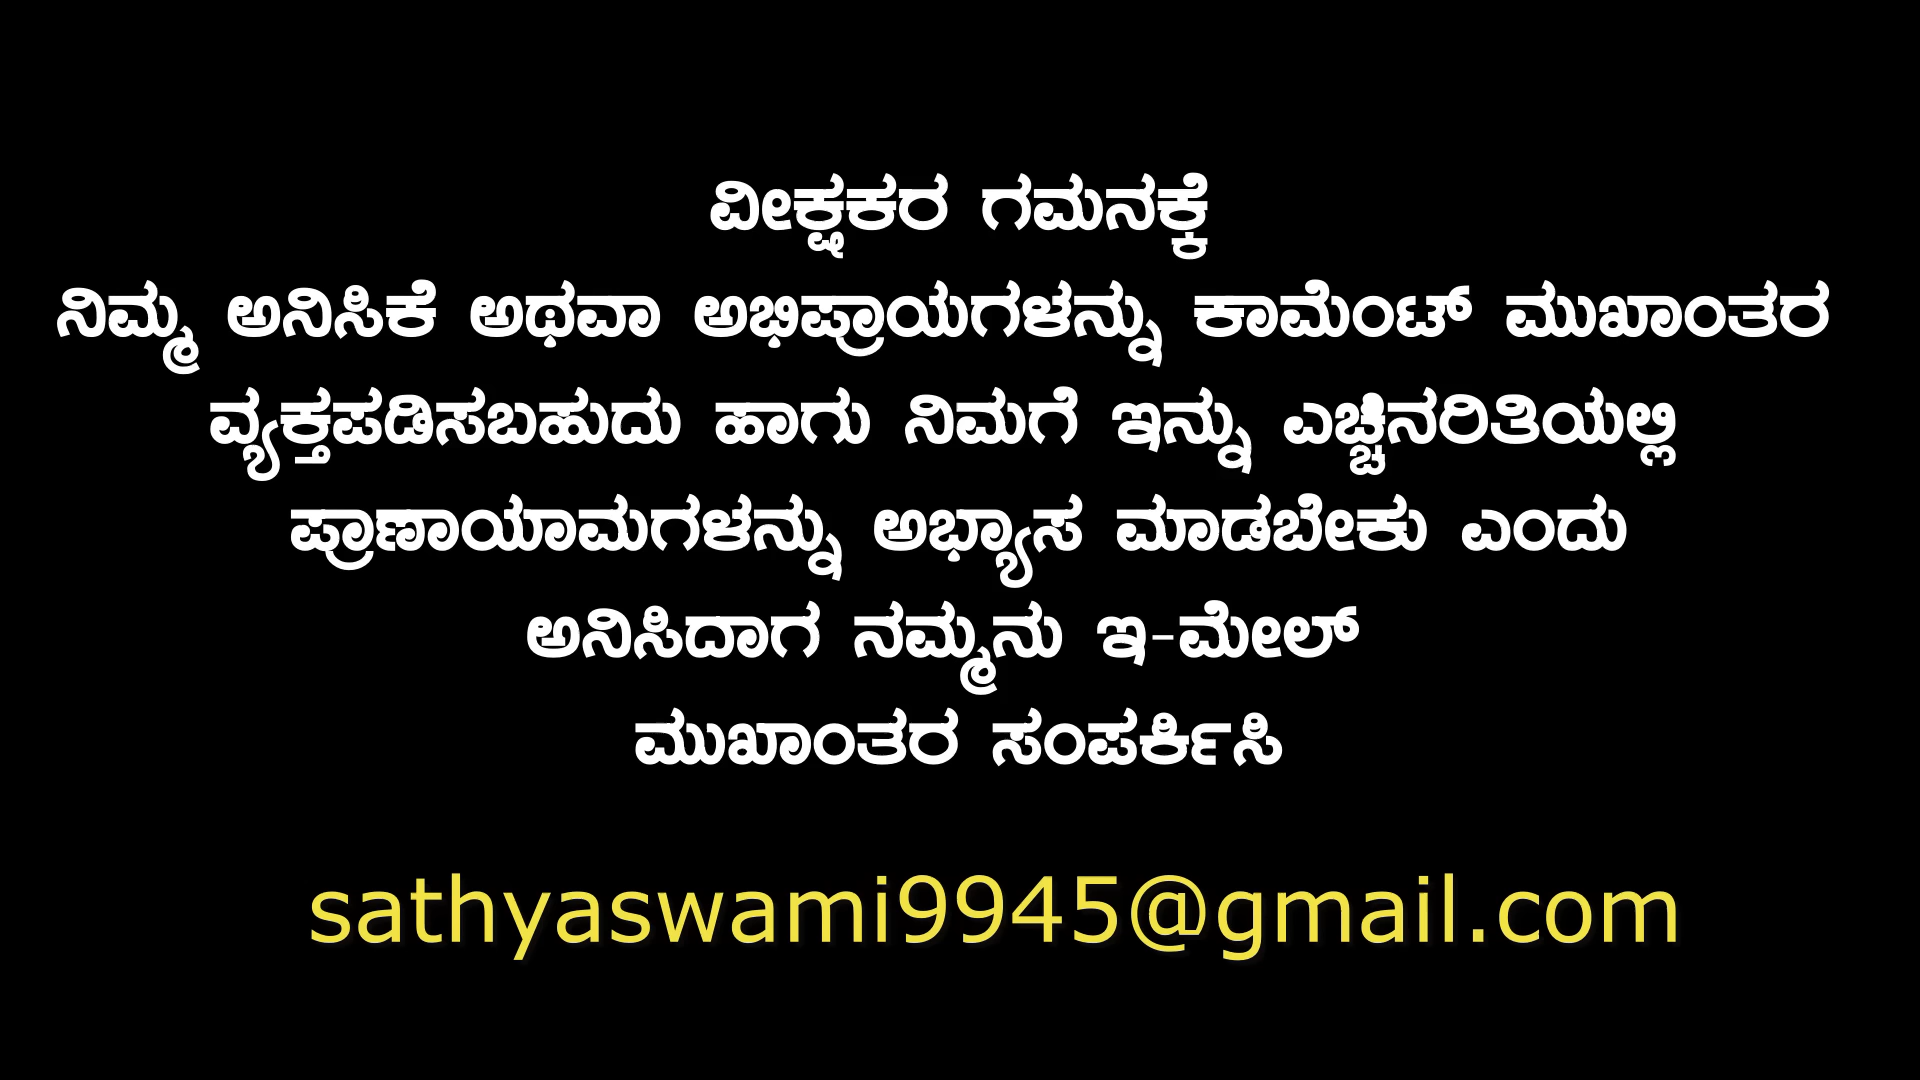 ವೀಕ್ಷಕರ ಗಮನಕ್ಕೆ
ನಿಮ್ಮ ಅನಿಸಿಕೆ ಅಥವಾ ಅಭಿಪ್ರಾಯಗಳನ್ನು ಕಾಮೆಂಟ್ ಮುಖಾಂತರ
ವ್ಯಕ್ತಪಡಿಸಬಹುದು ಹಾಗು ನಿಮಗೆ ಇನ್ನು ಎಚ್ಚಿನರಿತಿಯಲ್ಲಿ
ಪ್ರಾಣಾಯಾಮಗಳನ್ನು ಅಭ್ಯಾಸ ಮಾಡಬೇಕು ಎಂದು
ಅನಿಸಿದಾಗ ನಮ್ಮನು ಇ-ಮೇಲ್
ಮುಖಾಂತರ ಸಂಪರ್ಕಿಸಿ
sathyaswami9945@gmail.com